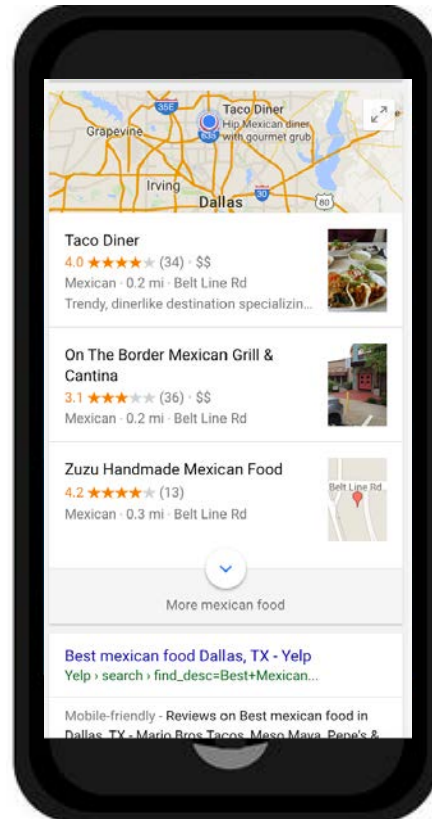 35E
Taco Diner
Hip Mexican diner
with gourmet grub
Grapevine
635
Irving
Dallas
30
80
Taco Diner
4.0 ★★★★★ (34) · $$
Mexican · 0.2 mi · Belt Line Rd
Trendy, dinerlike destination specializin...
On The Border Mexican Grill &
Cantina
3.1 ★★★★★ (36) · $$
Mexican · 0.2 mi · Belt Line Rd
Zuzu Handmade Mexican Food
4.2 ★★★★★ (13)
Mexican · 0.3 mi · Belt Line Rd
Belt Line Rd
More mexican food
Best mexican food Dallas, TX - Yelp
Yelp › search › find_desc=Best+Mexican...
Mobile-friendly - Reviews on Best mexican food in
Dallas, TX - Mario Bros Tacos, Meso Maya, Pepe's &